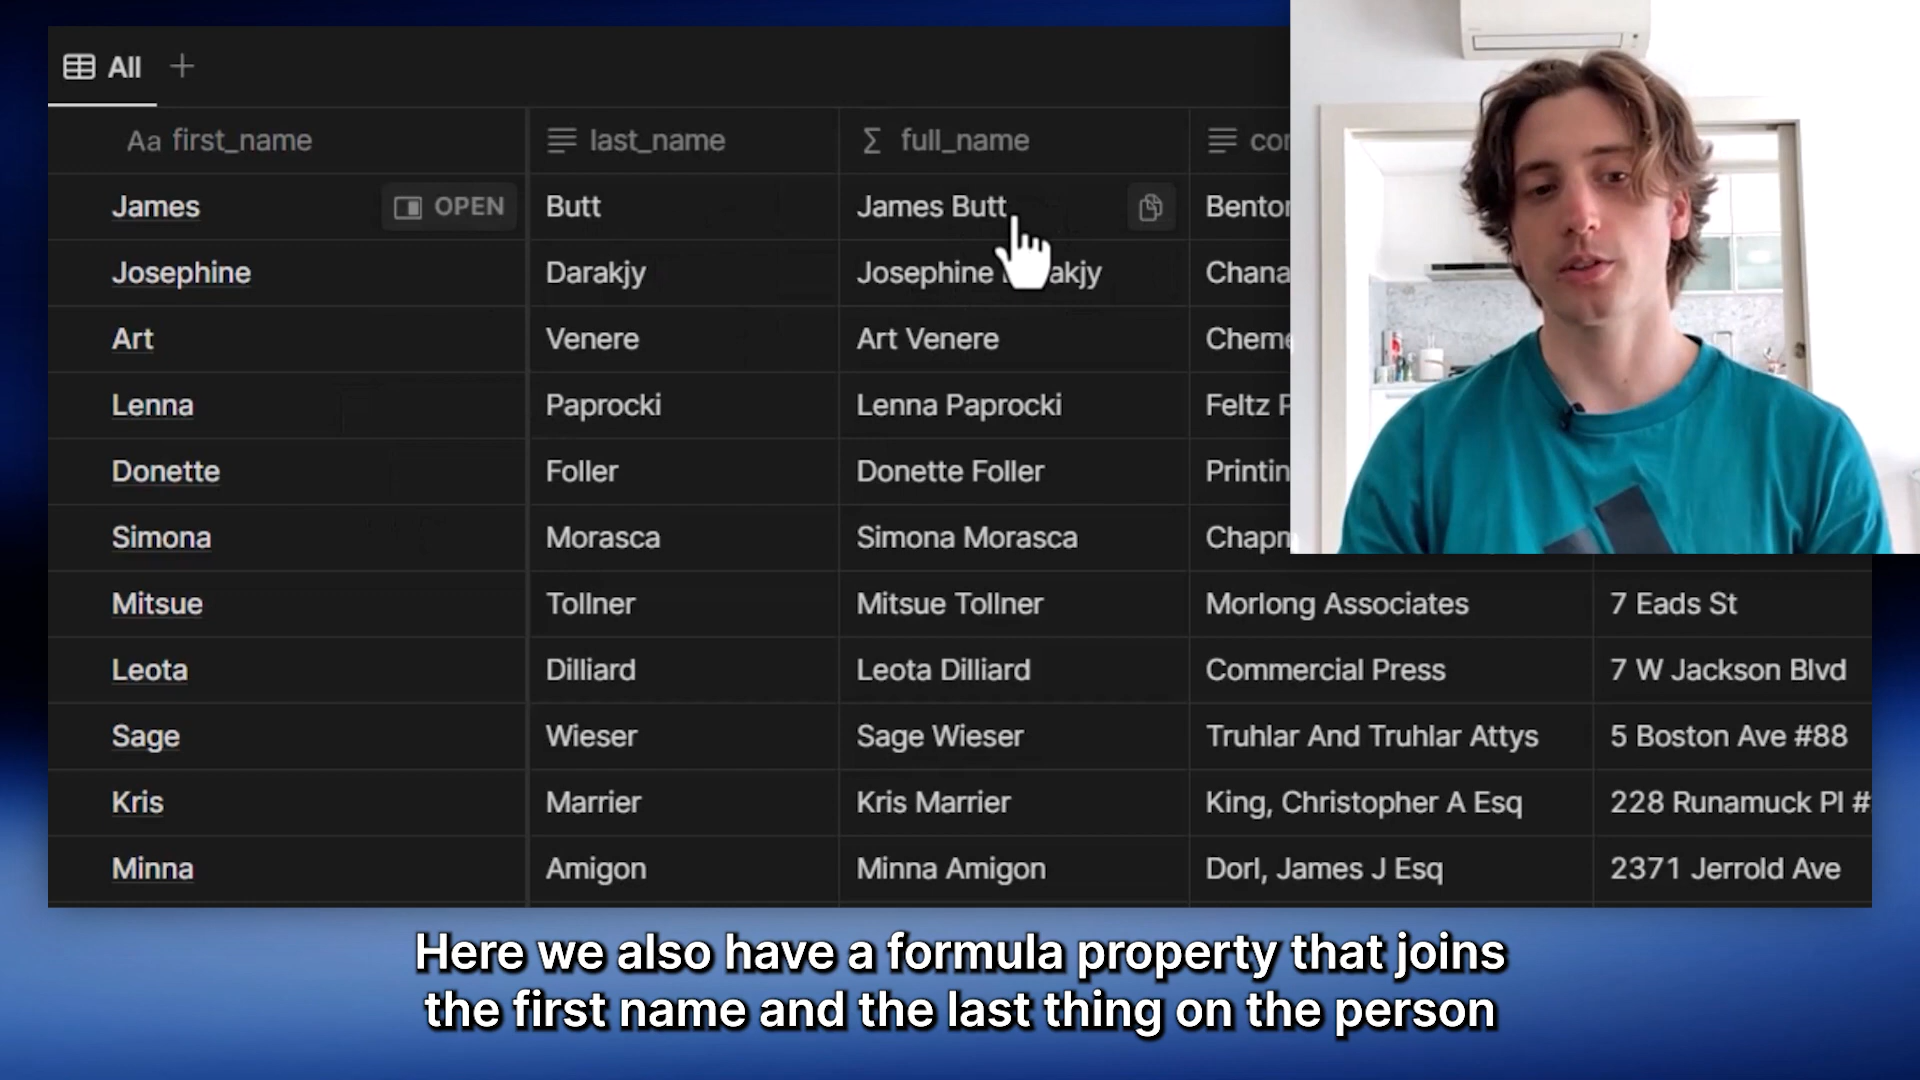 All +
Aa first_name last_name full_name
James OPEN Butt James Butt
Josephine Darakjy Josephine
Art Venere Art Venere
Lenna Paprocki Lenna Paprocki Feltz
Donette Foller Donette Foller
Simona Morasca Simona Morasca
Mitsue Tollner Mitsue Tollner Morlong Associates 7 Eads St
Leota Dilliard Leota Dilliard Commercial Press 7 W Jackson Blvd
Sage Wieser Sage Wieser Truhlar And Truhlar Attys 5 Boston Ave #88
Kris Marrier Kris Marrier King, Christopher A Esq 228 Runamuck Pl #
Minna Amigon Minna Amigon Dorl, James J Esq 2371 Jerrold Ave
Here we also have a formula property that joins
the first name and the last thing on the person